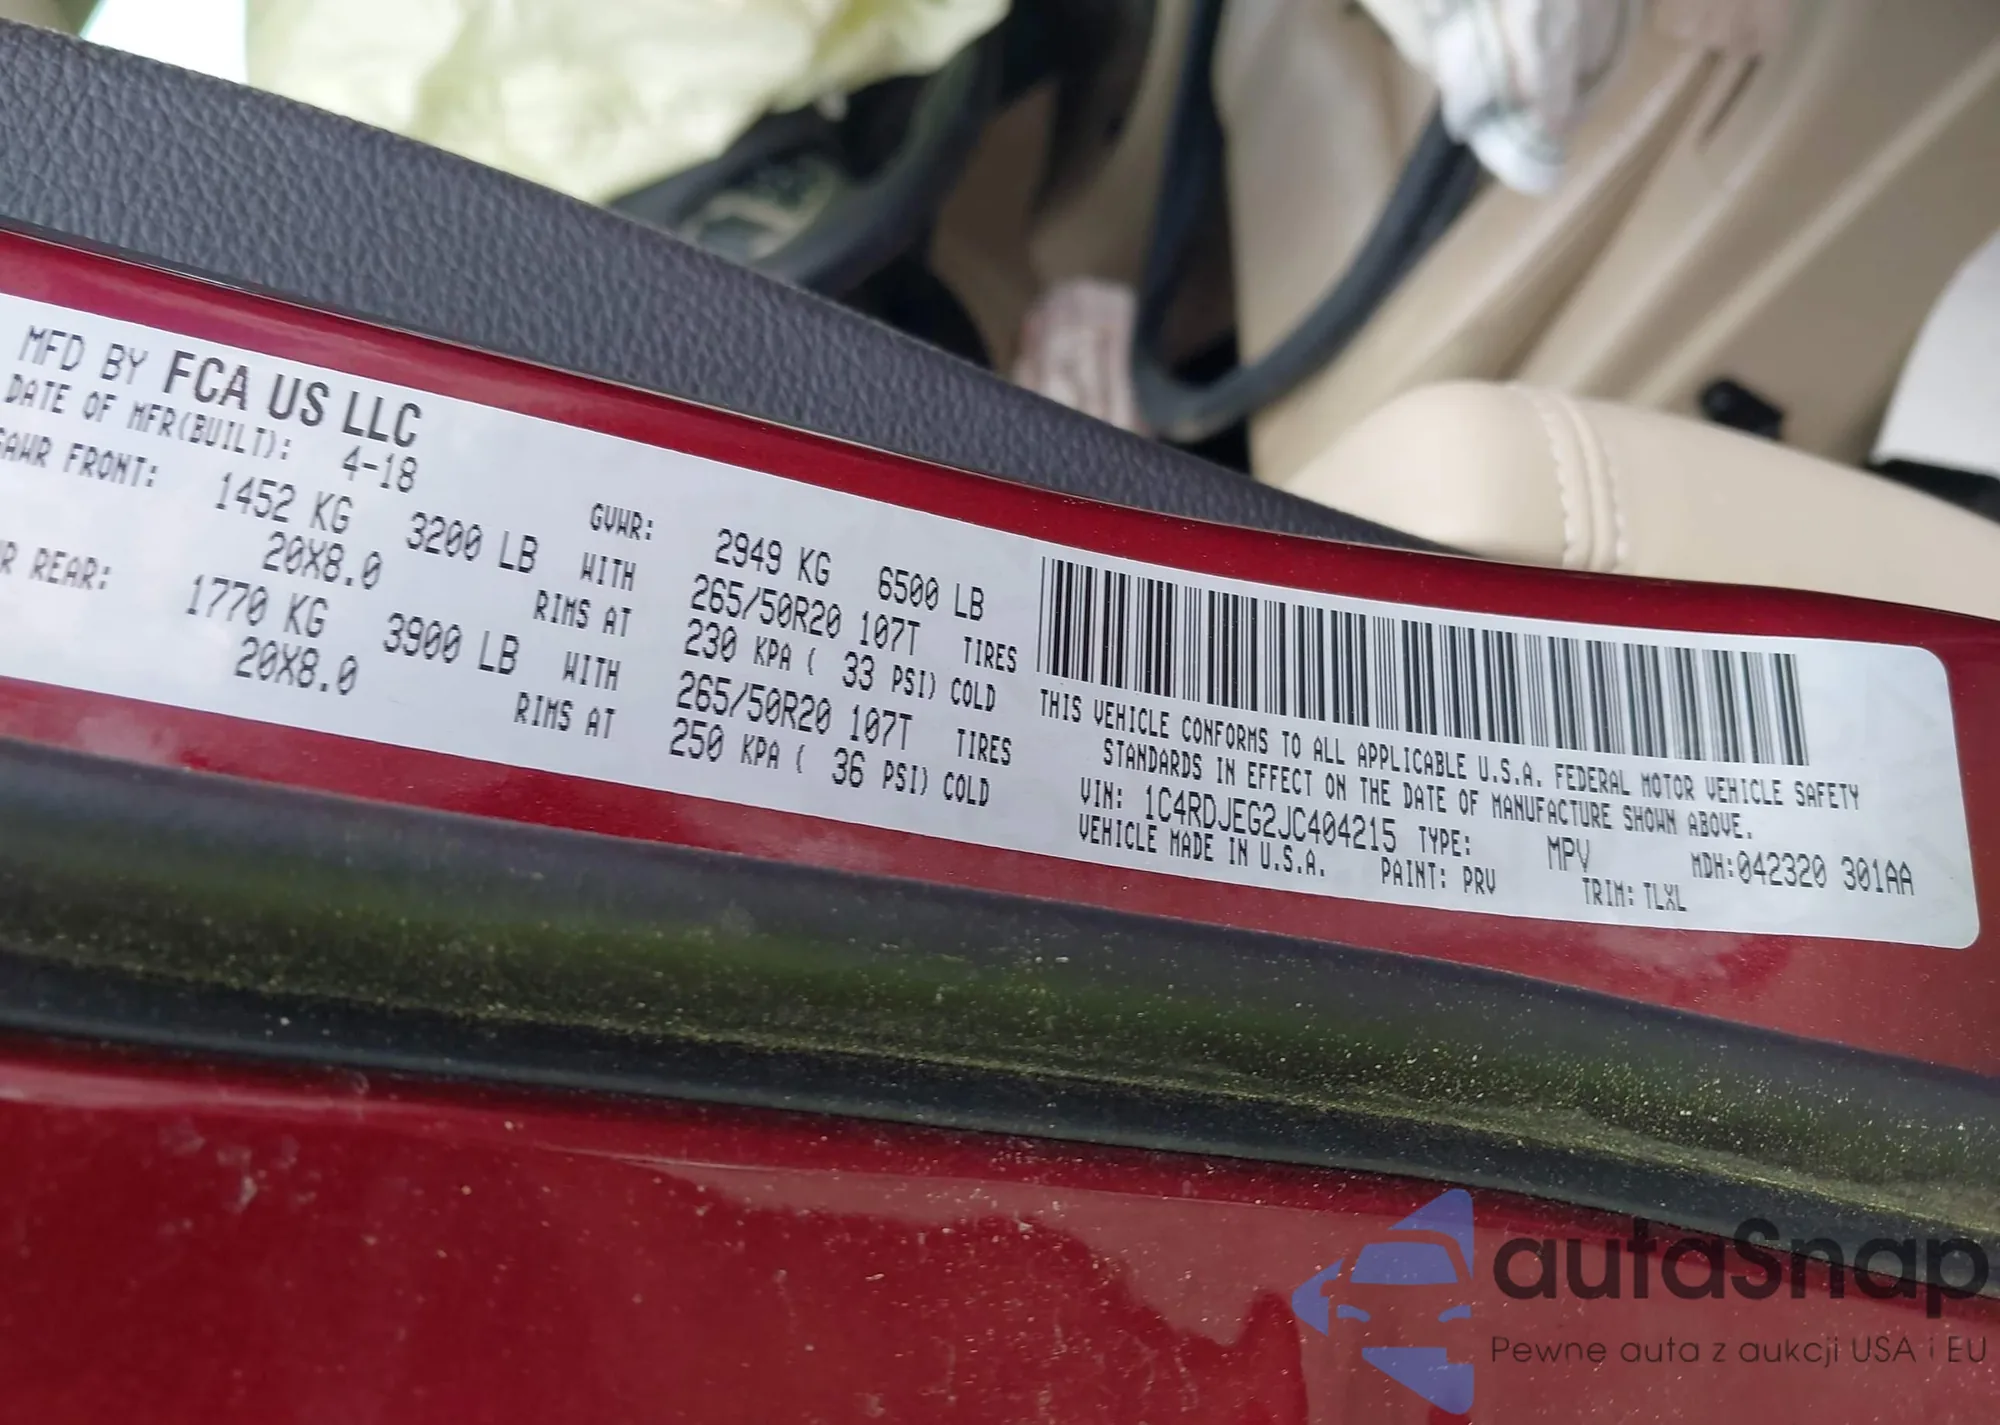 MFD BY FCA US LLC
DATE OF MFR(BUILT): 4-18 GVWR: 2949 KG 6500 LB
GAWR FRONT: 1452 KG 3200 LB WITH 265/50R20 107T TIRES
20X8.0 RIMS AT 230 KPA ( 33 PSI) COLD
R REAR: 1770 KG 3900 LB WITH 265/50R20 107T TIRES
20X8.0 RIMS AT 250 KPA ( 36 PSI) COLD
THIS VEHICLE CONFORMS TO ALL APPLICABLE U.S.A. FEDERAL MOTOR VEHICLE SAFETY
STANDARDS IN EFFECT ON THE DATE OF MANUFACTURE SHOWN ABOVE.
VIN: 1C4RDJEG2JC404215 TYPE: MPV MDH:042320 301AA
VEHICLE MADE IN U.S.A. PAINT: PRV TRIM: TLXL
autaSnap
Pewne auta z aukcji USA i EU